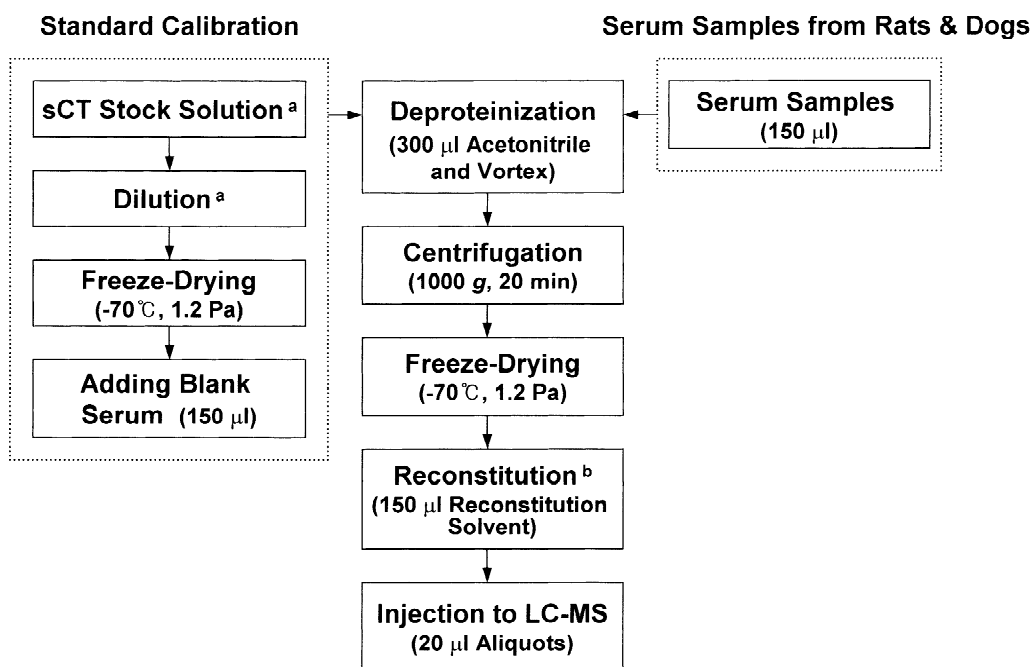 Standard Calibration
sCT Stock Solution a
Dilution a
Freeze-Drying
(-70℃, 1.2 Pa)
Adding Blank
Serum (150 μl)
Deproteinization
(300 μl Acetonitrile
and Vortex)
Centrifugation
(1000 g, 20 min)
Freeze-Drying
(-70℃, 1.2 Pa)
Reconstitution b
(150 μl Reconstitution
Solvent)
Injection to LC-MS
(20 μl Aliquots)
Serum Samples from Rats & Dogs
Serum Samples
(150 μl)